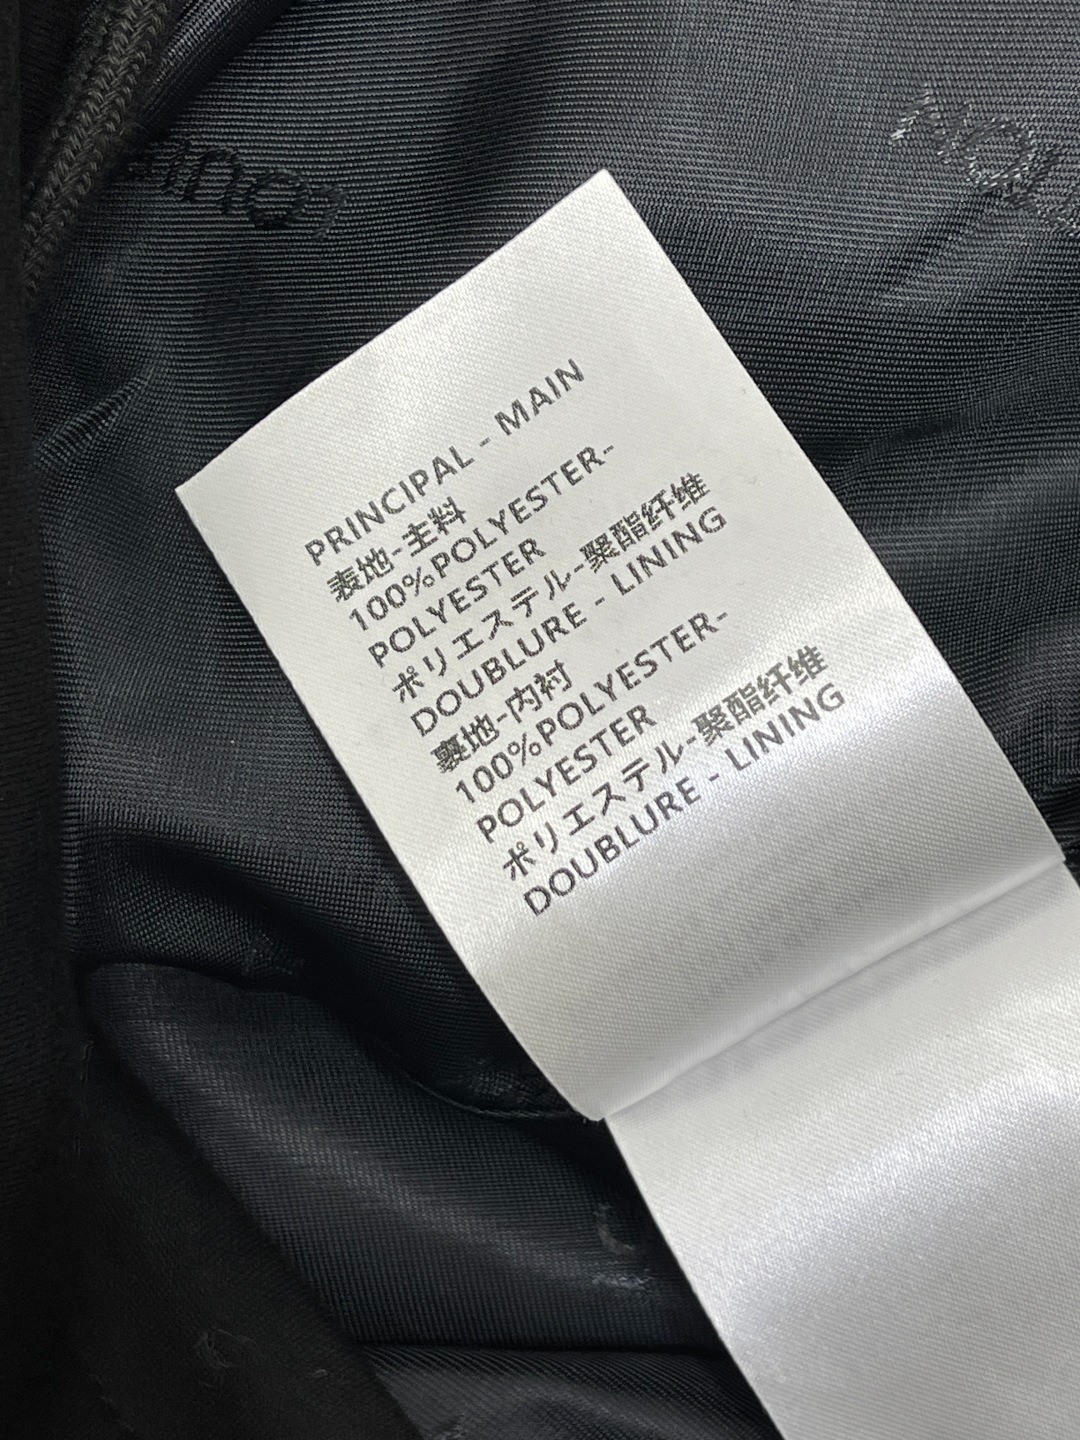 PRINCIPAL - MAIN
表地-主料
100%POLYESTER-
POLYESTER
ポリエステル-聚酯纤维
DOUBLURE - LINING
裏地-内衬
100%POLYESTER-
POLYESTER
ポリエステル-聚酯纤维
DOUBLURE - LINING